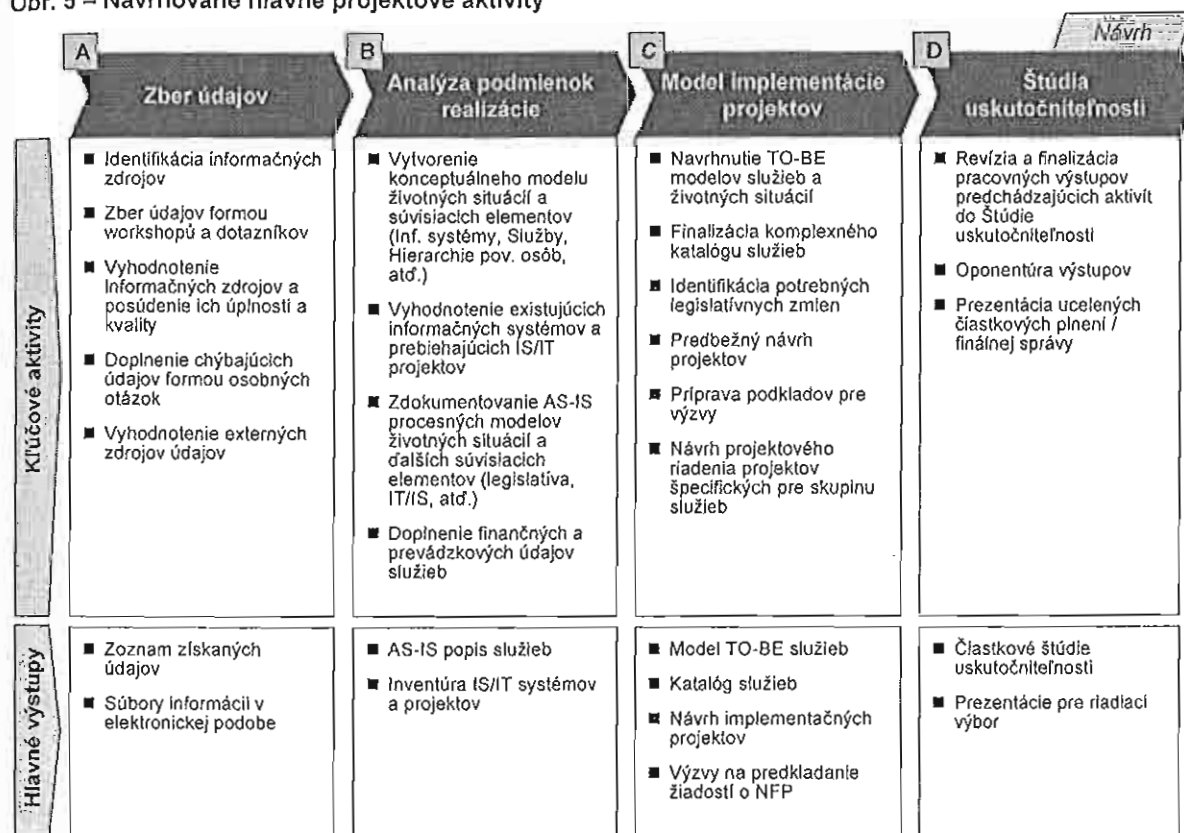 Obr. 5 – Navrhované hlavné projektové aktivity
Návrh
A
Zber údajov
B
Analýza podmienok
realizácie
C
Model implementácie
projektov
D
Štúdia
uskutočniteľnosti
Kľúčové aktivity
■ Identifikácia informačných
zdrojov
■ Zber údajov formou
workshopů a dotazníkov
■ Vyhodnotenie
informačných zdrojov a
posúdenie ich úplnosti a
kvality
■ Doplnenie chýbajúcich
údajov formou osobných
otázok
■ Vyhodnotenie externých
zdrojov údajov
■ Vytvorenie
konceptuálneho modelu
životných situácií a
súvisiacich elementov
(Inf. systémy, Služby,
Hierarchie pov. osôb,
atď.)
■ Vyhodnotenie existujúcich
informačných systémov a
prebiehajúcich IS/IT
projektov
■ Zdokumentovanie AS-IS
procesných modelov
životných situácií a
ďalších súvisiacich
elementov (legislatíva,
IT/IS, atď.)
■ Doplnenie finančných a
prevádzkových údajov
služieb
■ Navrhnutie TO-BE
modelov služieb a
životných situácií
■ Finalizácia komplexného
katalógu služieb
■ Identifikácia potrebných
legislatívnych zmien
■ Predbežný návrh
projektov
■ Príprava podkladov pre
výzvy
■ Návrh projektového
riadenia projektov
špecifických pre skupinu
služieb
■ Revízia a finalizácia
pracovných výstupov
predchádzajúcich aktivít
do Štúdie
uskutočniteľnosti
■ Oponentúra výstupov
■ Prezentácia ucelených
čiastkových plnení /
finálnej správy
Hlavné výstupy
■ Zoznam získaných
údajov
■ Súbory informácií v
elektronickej podobe
■ AS-IS popis služieb
■ Inventúra IS/IT systémov
a projektov
■ Model TO-BE služieb
■ Katalóg služieb
■ Návrh implementačných
projektov
■ Výzvy na predkladanie
žiadostí o NFP
■ Čiastkové štúdie
uskutočniteľnosti
■ Prezentácie pre riadiaci
výbor